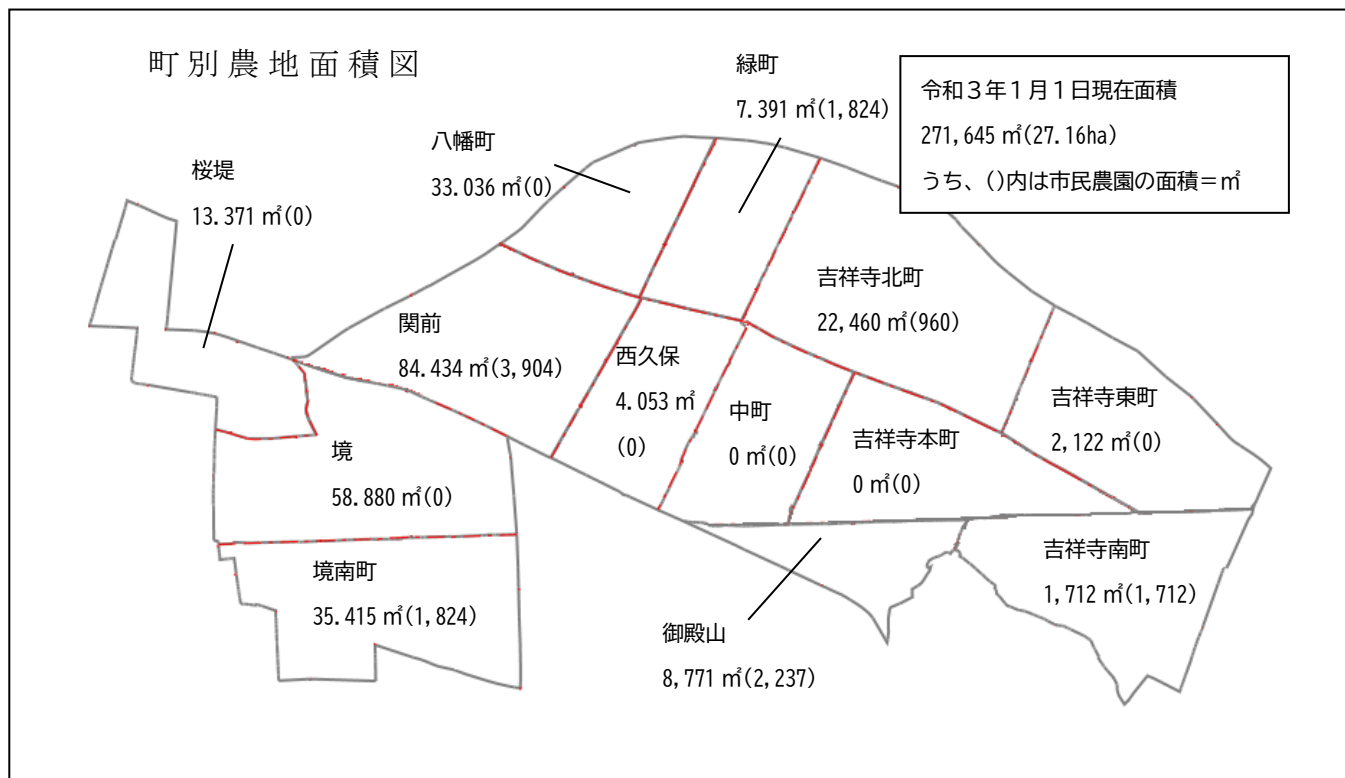 町別農地面積図
令和３年１月１日現在面積
271,645 ㎡(27.16ha)
うち、()内は市民農園の面積＝㎡
緑町
7.391 ㎡(1,824)
八幡町
33.036 ㎡(0)
桜堤
13.371 ㎡(0)
吉祥寺北町
22,460 ㎡(960)
関前
84.434 ㎡(3,904)
西久保
4.053 ㎡
(0)
中町
0 ㎡(0)
吉祥寺本町
0 ㎡(0)
吉祥寺東町
2,122 ㎡(0)
境
58.880 ㎡(0)
境南町
35.415 ㎡(1,824)
御殿山
8,771 ㎡(2,237)
吉祥寺南町
1,712 ㎡(1,712)